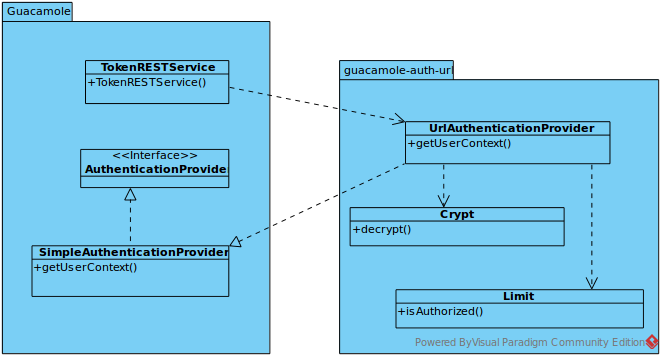 Guacamole
TokenRESTService
+TokenRESTService()
<<Interface>>
AuthenticationProvider
SimpleAuthenticationProvider
+getUserContext()
guacamole-auth-url
UrlAuthenticationProvider
+getUserContext()
Crypt
+decrypt()
Limit
+isAuthorized()
Powered ByVisual Paradigm Community Edition